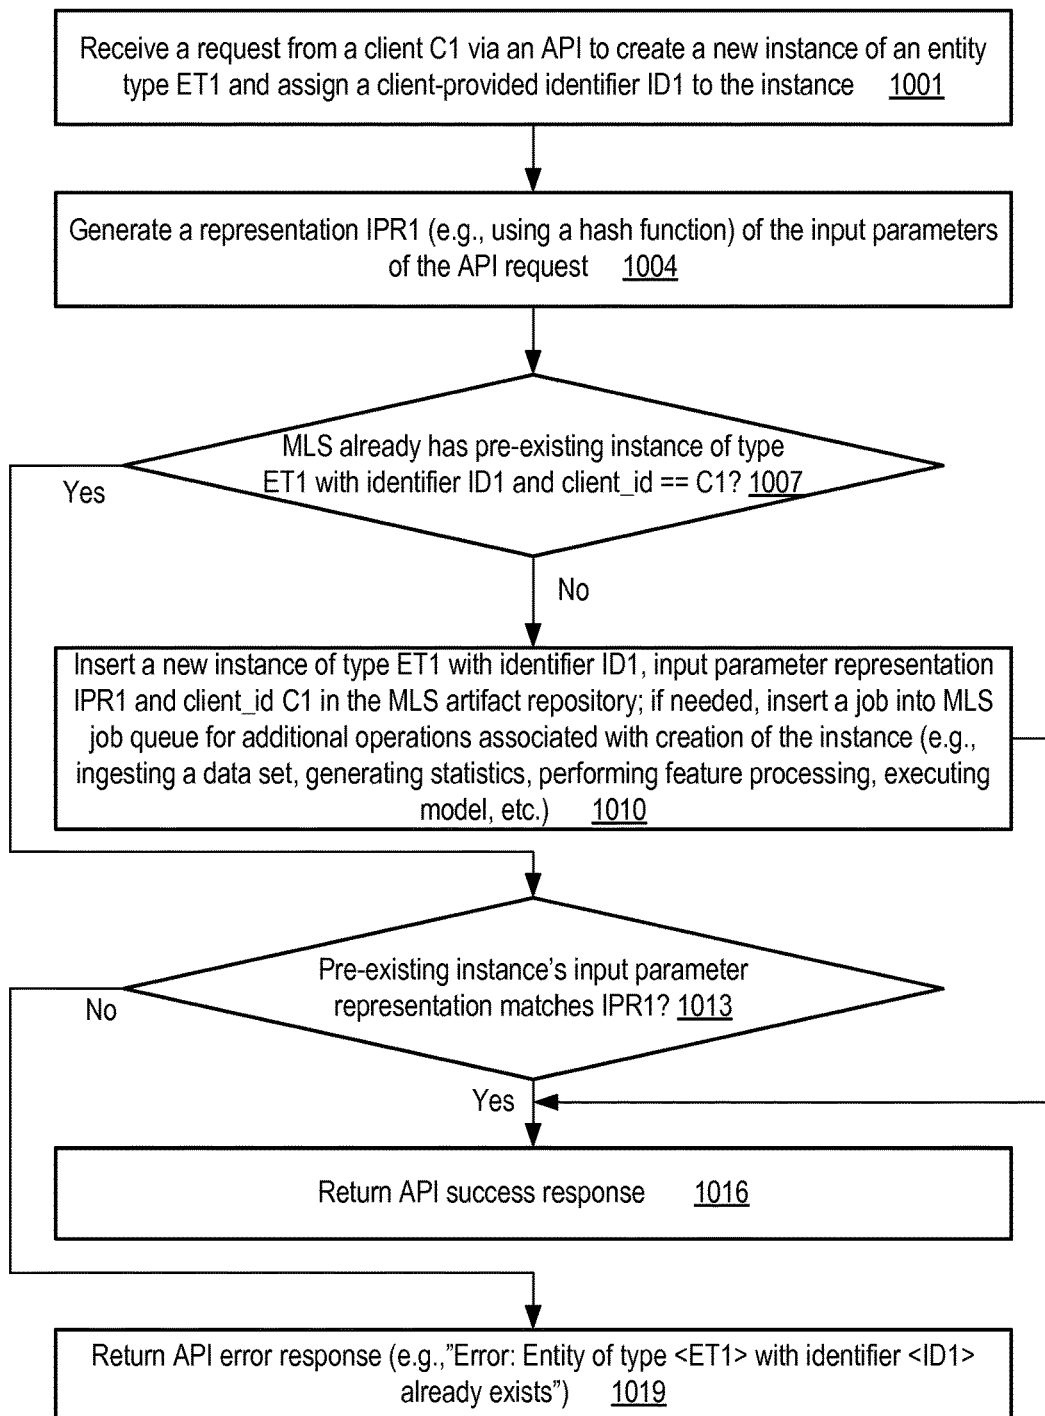 Receive a request from a client C1 via an API to create a new instance of an entity
type ET1 and assign a client-provided identifier ID1 to the instance 1001
Generate a representation IPR1 (e.g., using a hash function) of the input parameters
of the API request 1004
MLS already has pre-existing instance of type
ET1 with identifier ID1 and client_id == C1? 1007
Yes
No
Insert a new instance of type ET1 with identifier ID1, input parameter representation
IPR1 and client_id C1 in the MLS artifact repository; if needed, insert a job into MLS
job queue for additional operations associated with creation of the instance (e.g.,
ingesting a data set, generating statistics, performing feature processing, executing
model, etc.) 1010
Pre-existing instance's input parameter
representation matches IPR1? 1013
No
Yes
Return API success response 1016
Return API error response (e.g.,"Error: Entity of type <ET1> with identifier <ID1>
already exists") 1019